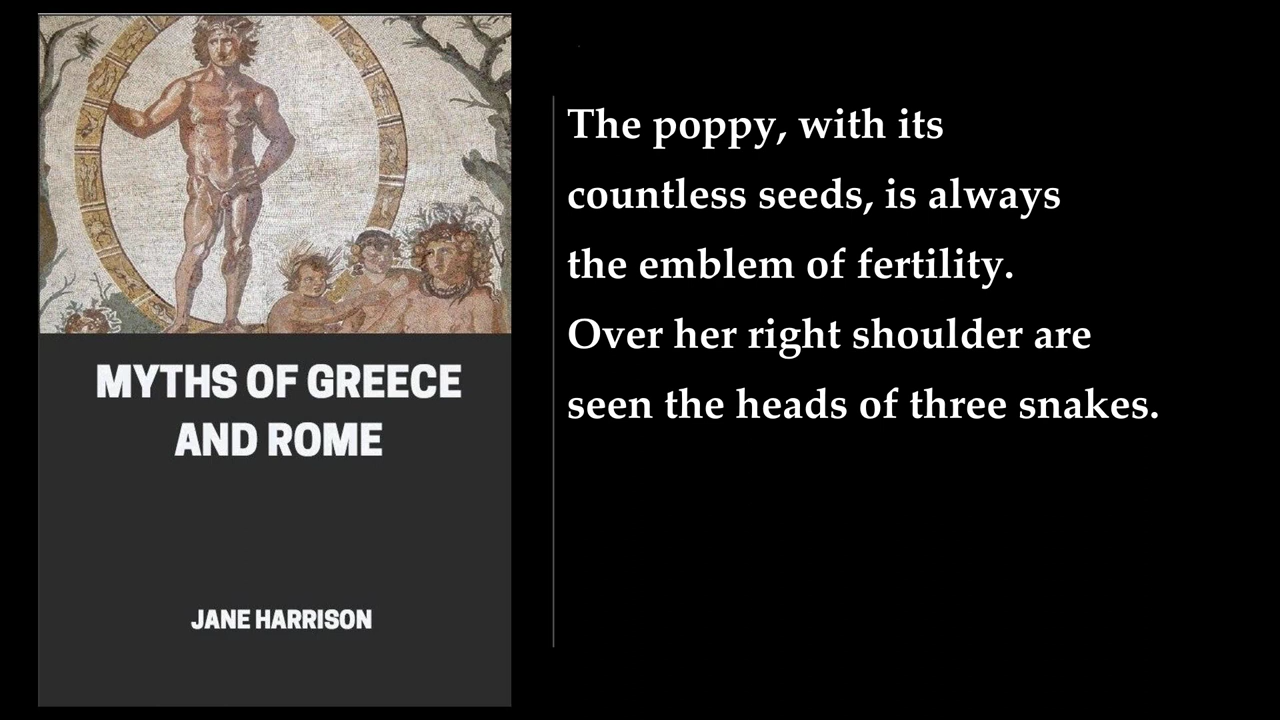 MYTHS OF GREECE
AND ROME
JANE HARRISON
The poppy, with its
countless seeds, is always
the emblem of fertility.
Over her right shoulder are
seen the heads of three snakes.